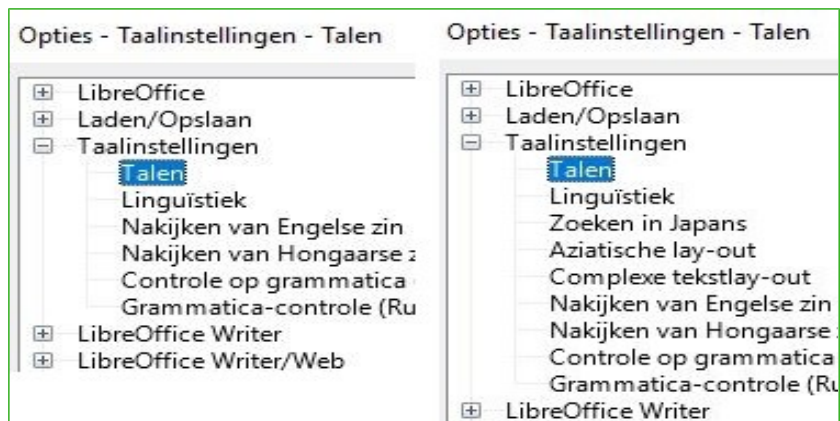 Opties - Taalinstellingen - Talen
LibreOffice
Laden/Opslaan
Taalinstellingen
Talen
Linguïstiek
Nakijken van Engelse zin
Nakijken van Hongaarse z
Controle op grammatica
Grammatica-controle (Ru
LibreOffice Writer
LibreOffice Writer/Web
Opties - Taalinstellingen - Talen
LibreOffice
Laden/Opslaan
Taalinstellingen
Talen
Linguïstiek
Zoeken in Japans
Aziatische lay-out
Complexe tekstlay-out
Nakijken van Engelse zin
Nakijken van Hongaarse
Controle op grammatica
Grammatica-controle (Ru
LibreOffice Writer